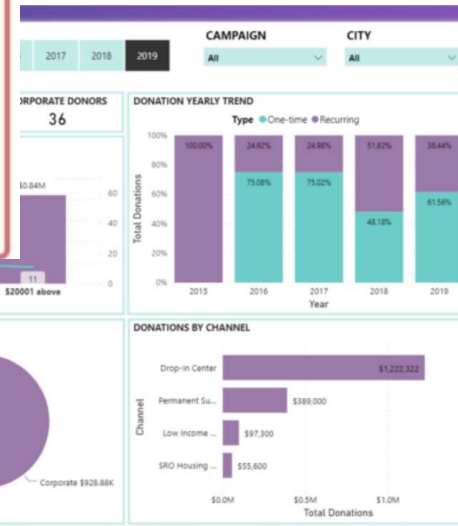 CAMPAIGN
CITY
2017
2018
2019
All
All
RPORATE DONORS
36
DONATION YEARLY TREND
Type One-time Recurring
100%
80%
60%
40%
20%
0%
Total Donations
100.00%
24.92%
24.98%
51.82%
38.44%
75.08%
75.02%
48.18%
61.56%
2015
2016
2017
2018
2019
Year
0.84M
60
40
20
0
11
$20001 above
DONATIONS BY CHANNEL
Channel
Drop-In Center
$1,222,322
Permanent Su...
$389,000
Low Income ...
$97,300
SRO Housing ...
$55,600
$0.0M
$0.5M
$1.0M
Total Donations
Corporate $928.88K